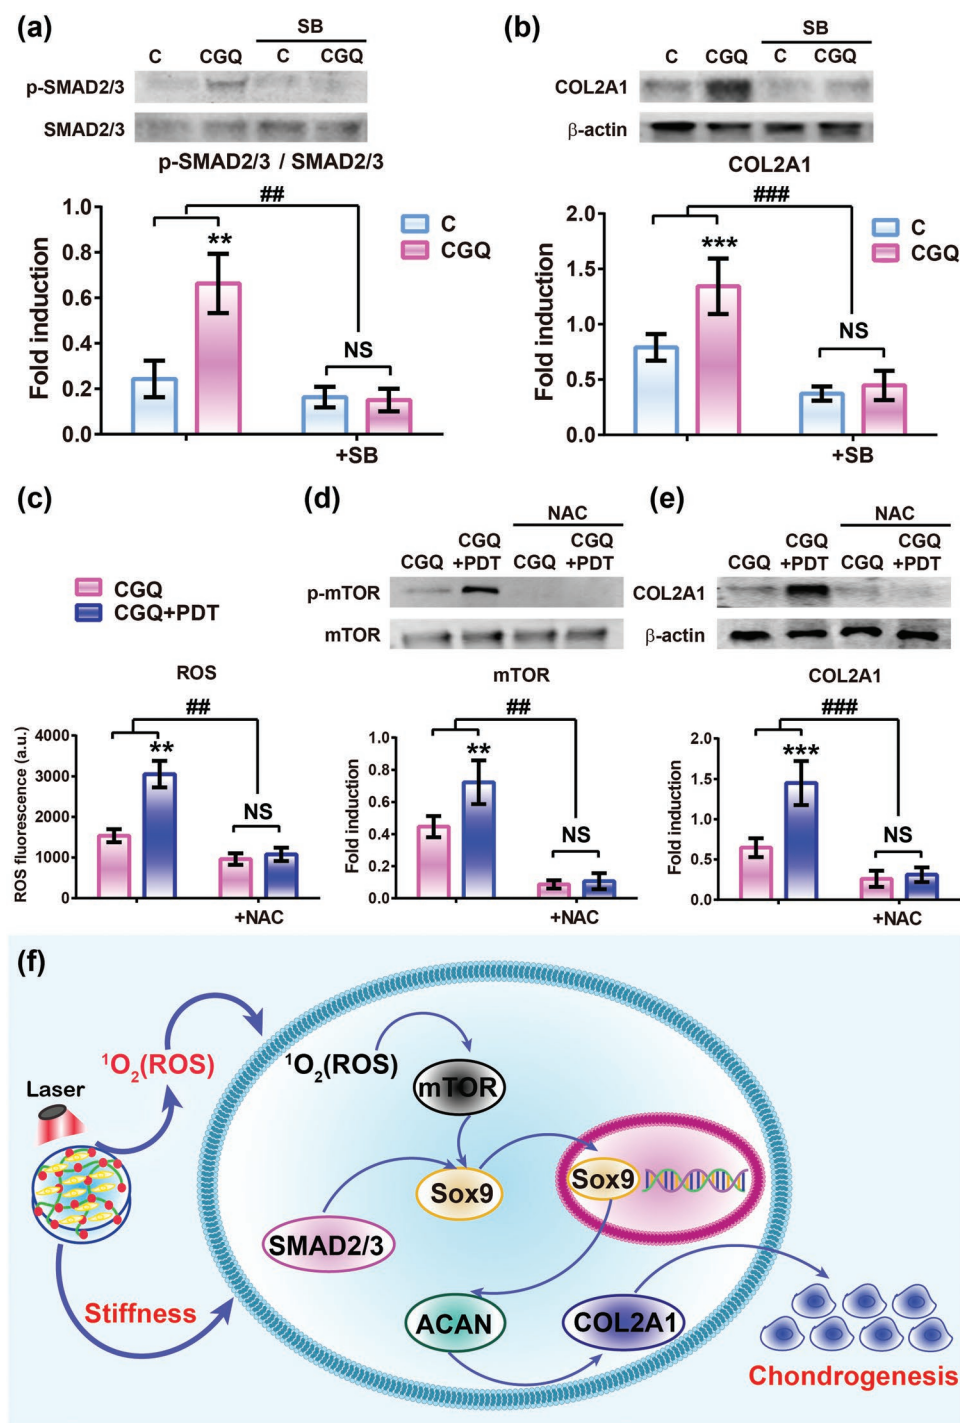 (a)
SB
C CGQ C CGQ
p-SMAD2/3
SMAD2/3
p-SMAD2/3 / SMAD2/3
##
1.0
0.8
0.6
0.4
0.2
0.0
Fold induction
**
NS
C
CGQ
+SB
(b)
SB
C CGQ C CGQ
COL2A1
β-actin
COL2A1
###
2.0
1.5
1.0
0.5
0.0
Fold induction
***
NS
C
CGQ
+SB
(c)
CGQ
CGQ+PDT
ROS
##
4000
3000
2000
1000
0
ROS fluorescence (a.u.)
**
NS
+NAC
(d)
NAC
CGQ CGQ +PDT CGQ CGQ +PDT
p-mTOR
mTOR
mTOR
##
1.0
0.8
0.6
0.4
0.2
0.0
Fold induction
**
NS
+NAC
(e)
NAC
CGQ CGQ +PDT CGQ CGQ +PDT
COL2A1
β-actin
COL2A1
###
2.0
1.5
1.0
0.5
0.0
Fold induction
***
NS
+NAC
(f)
¹O₂(ROS)
Laser
Stiffness
¹O₂(ROS)
mTOR
Sox9
Sox9
SMAD2/3
ACAN
COL2A1
Chondrogenesis